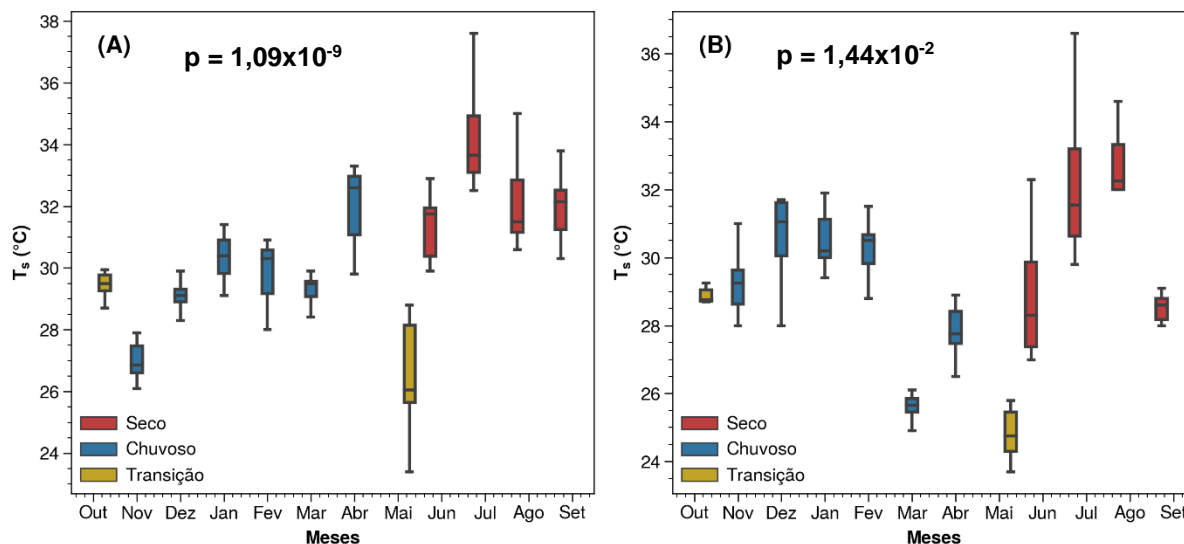 (A)
p = 1,09x10⁻⁹
38
36
34
32
30
28
26
24
Tₛ (°C)
Seco
Chuvoso
Transição
Out Nov Dez Jan Fev Mar Abr Mai Jun Jul Ago Set
Meses
(B)
p = 1,44x10⁻²
36
34
32
30
28
26
24
Tₛ (°C)
Seco
Chuvoso
Transição
Out Nov Dez Jan Fev Mar Abr Mai Jun Jul Ago Set
Meses